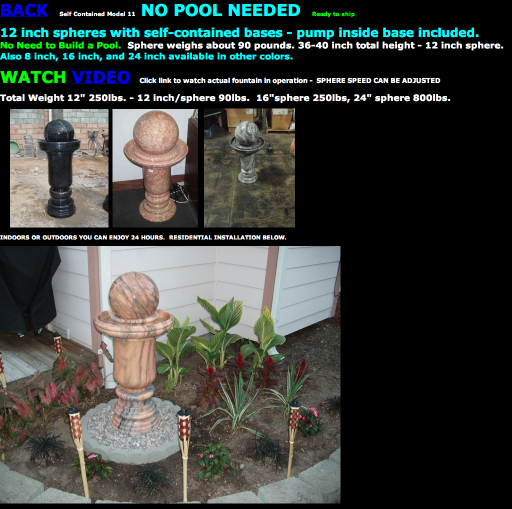 BACK Self Contained Model 11 NO POOL NEEDED Ready to ship
12 inch spheres with self-contained bases - pump inside base included.
No Need to Build a Pool. Sphere weighs about 90 pounds. 36-40 inch total height - 12 inch sphere.
Also 8 inch, 16 inch, and 24 inch available in other colors.
WATCH VIDEO Click link to watch actual fountain in operation - SPHERE SPEED CAN BE ADJUSTED
Total Weight 12" 250lbs. - 12 inch/sphere 90lbs. 16"sphere 250lbs, 24" sphere 800lbs.
INDOORS OR OUTDOORS YOU CAN ENJOY 24 HOURS. RESIDENTIAL INSTALLATION BELOW.